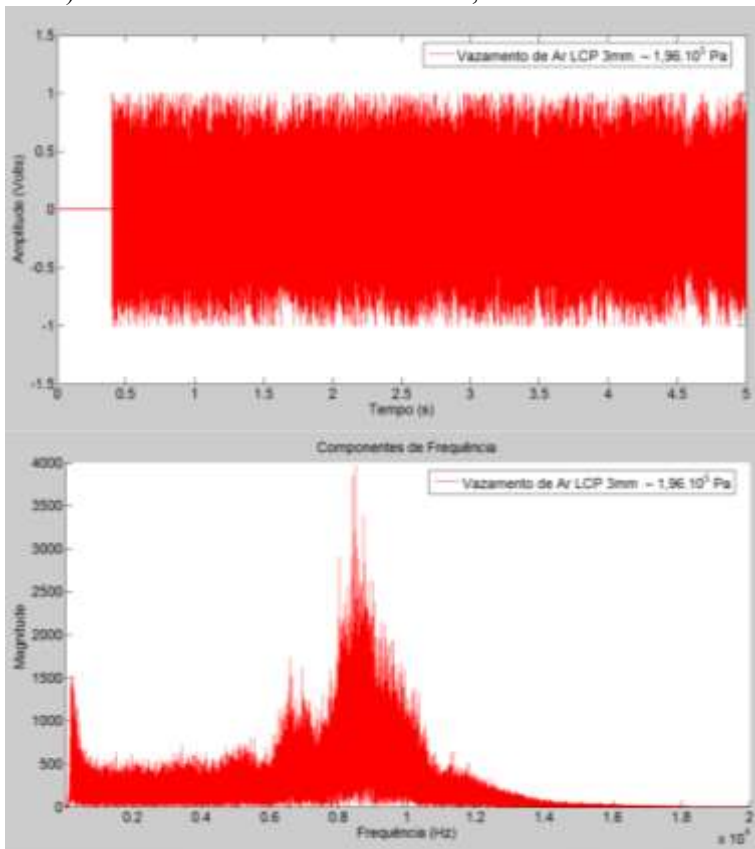 Vazamento de Ar LCP 3mm – 1,96.10⁵ Pa
1.5
1
0.5
0
-0.5
-1
-1.5
Amplitude (Volts)
0 0.5 1 1.5 2 2.5 3 3.5 4 4.5 5
Tempo (s)
Componentes de Frequência
Vazamento de Ar LCP 3mm – 1,96.10⁵ Pa
4000
3500
3000
2500
2000
1500
1000
500
0
Magnitude
0.2 0.4 0.6 0.8 1 1.2 1.4 1.6 1.8 2
Frequência (Hz)